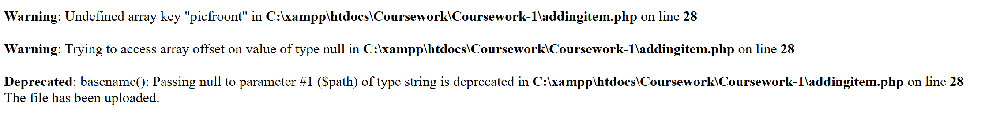 Warning: Undefined array key "picfroont" in C:\xampp\htdocs\Coursework\Coursework-1\addingitem.php on line 28
Warning: Trying to access array offset on value of type null in C:\xampp\htdocs\Coursework\Coursework-1\addingitem.php on line 28
Deprecated: basename(): Passing null to parameter #1 ($path) of type string is deprecated in C:\xampp\htdocs\Coursework\Coursework-1\addingitem.php on line 28
The file has been uploaded.